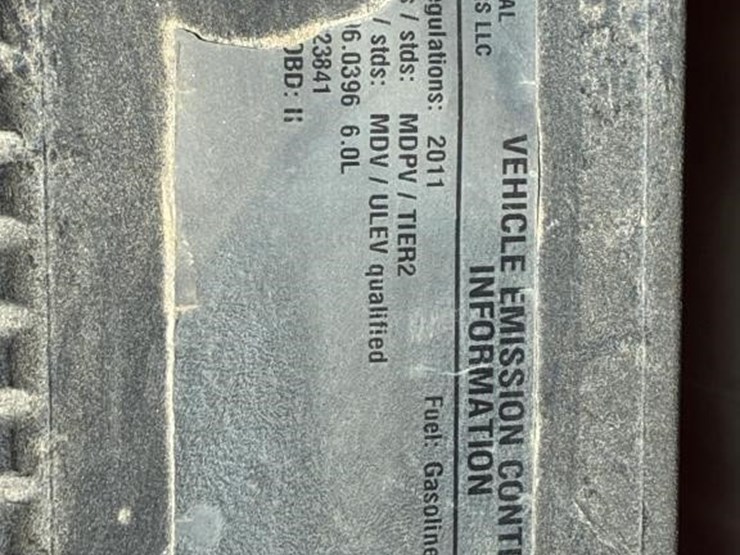 AL
S LLC
VEHICLE EMISSION CONT
INFORMATION
egulations: 2011
Fuel: Gasoline
s / stds: MDPV / TIER2
/ stds: MDV / ULEV qualified
6.0396 6.0L
23841
OBD: II